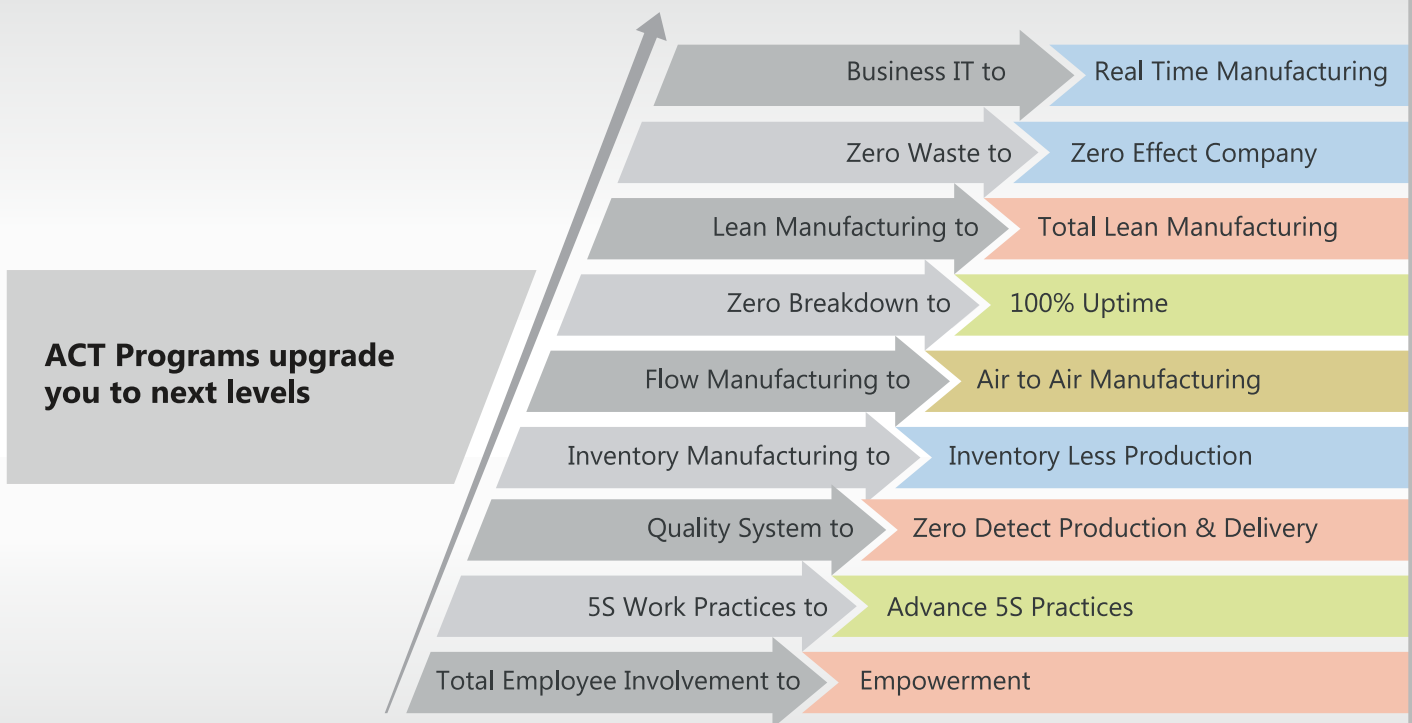 Business IT to Real Time Manufacturing
Zero Waste to Zero Effect Company
Lean Manufacturing to Total Lean Manufacturing
Zero Breakdown to 100% Uptime
ACT Programs upgrade
you to next levels
Flow Manufacturing to Air to Air Manufacturing
Inventory Manufacturing to Inventory Less Production
Quality System to Zero Detect Production & Delivery
5S Work Practices to Advance 5S Practices
Total Employee Involvement to Empowerment